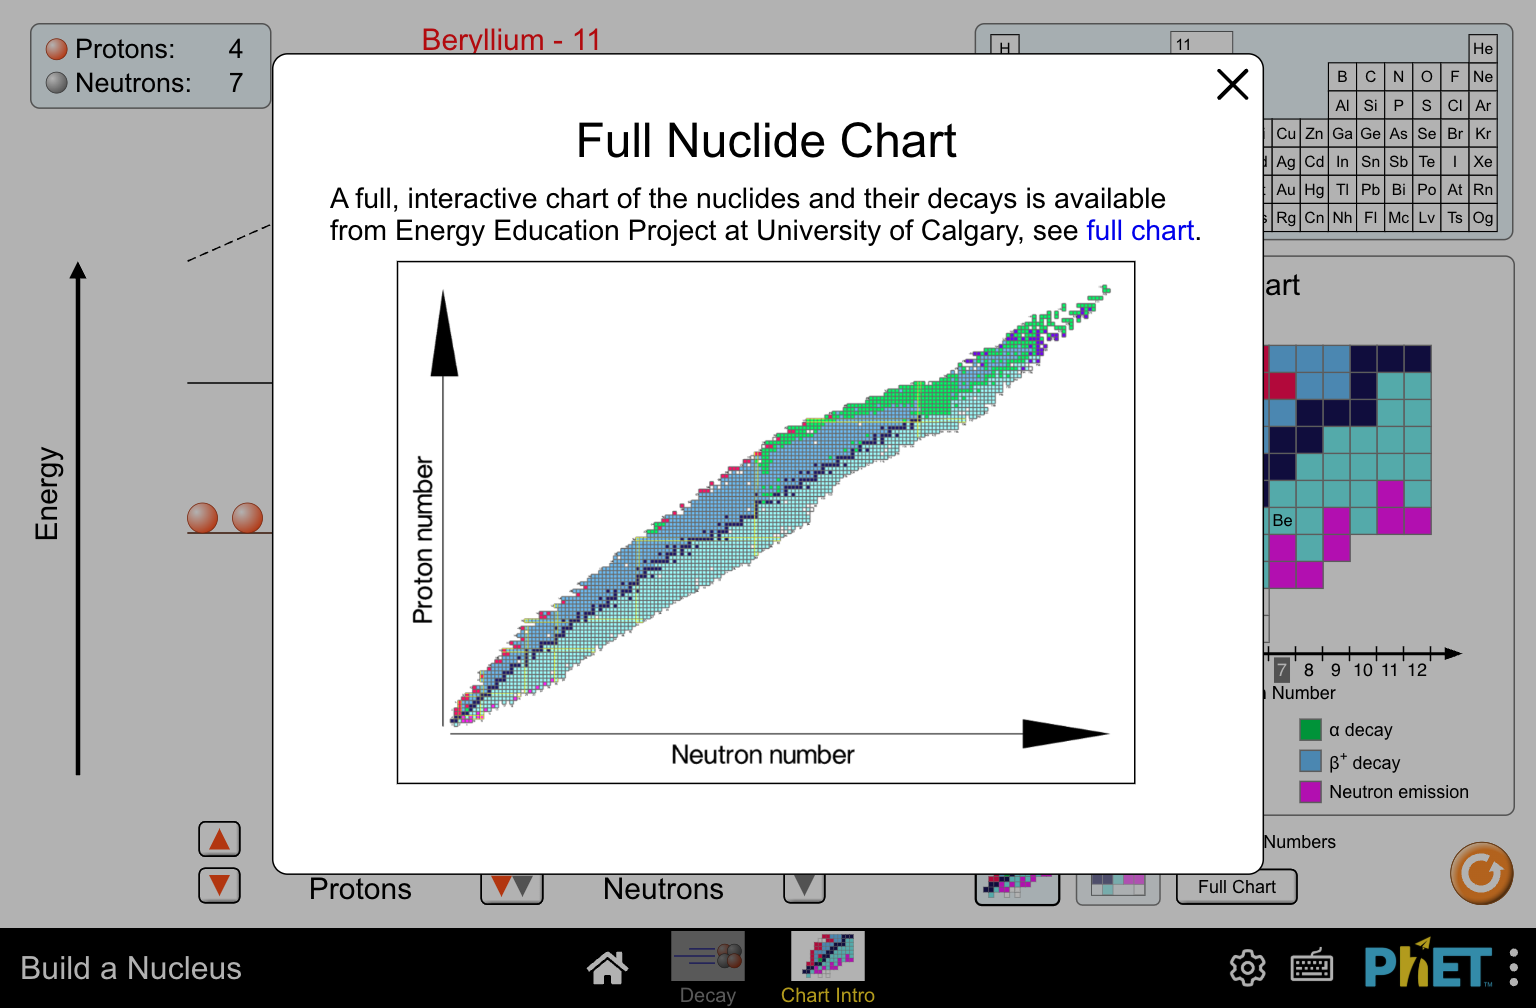 Protons: 4
Neutrons: 7
Beryllium - 11
H
11
He
B C N O F Ne
Al Si P S Cl Ar
Cu Zn Ga Ge As Se Br Kr
Ag Cd In Sn Sb Te I Xe
Au Hg Tl Pb Bi Po At Rn
Rg Cn Nh Fl Mc Lv Ts Og
Full Nuclide Chart
A full, interactive chart of the nuclides and their decays is available
from Energy Education Project at University of Calgary, see full chart.
Proton number
Neutron number
Energy
art
Be
7 8 9 10 11 12
Number
α decay
β+ decay
Neutron emission
Numbers
Protons
Neutrons
Full Chart
Build a Nucleus
Decay
Chart Intro
PhET